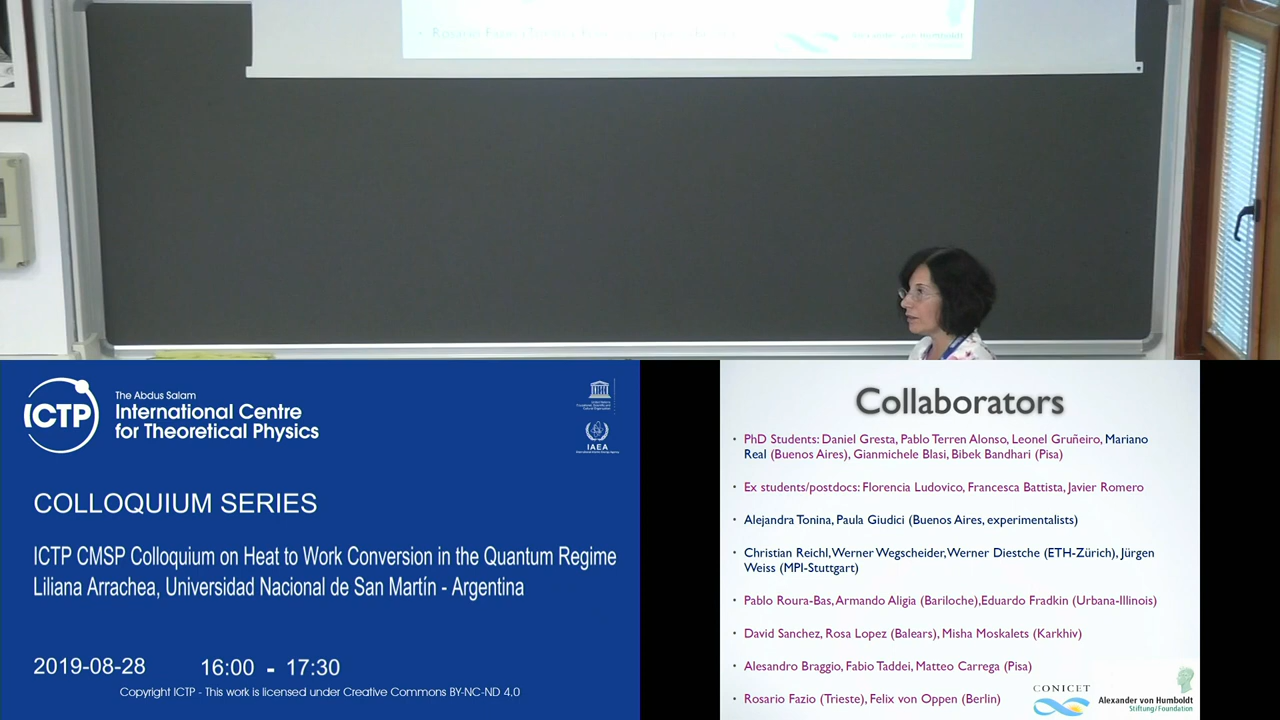 ICTP
The Abdus Salam
International Centre
for Theoretical Physics
IAEA
COLLOQUIUM SERIES
ICTP CMSP Colloquium on Heat to Work Conversion in the Quantum Regime
Liliana Arrachea, Universidad Nacional de San Martín - Argentina
2019-08-28 16:00 - 17:30
Copyright ICTP - This work is licensed under Creative Commons BY-NC-ND 4.0
Collaborators
• PhD Students: Daniel Gresta, Pablo Terren Alonso, Leonel Gruñeiro, Mariano
Real (Buenos Aires), Gianmichele Blasi, Bibek Bandhari (Pisa)
• Ex students/postdocs: Florencia Ludovico, Francesca Battista, Javier Romero
• Alejandra Tonina, Paula Giudici (Buenos Aires, experimentalists)
• Christian Reichl, Werner Wegscheider, Werner Diestche (ETH-Zürich), Jürgen
Weiss (MPI-Stuttgart)
• Pablo Roura-Bas, Armando Aligia (Bariloche),Eduardo Fradkin (Urbana-Illinois)
• David Sanchez, Rosa Lopez (Balears), Misha Moskalets (Karkhiv)
• Alesandro Braggio, Fabio Taddei, Matteo Carrega (Pisa)
• Rosario Fazio (Trieste), Felix von Oppen (Berlin)
CONICET
Alexander von Humboldt
Stiftung/Foundation